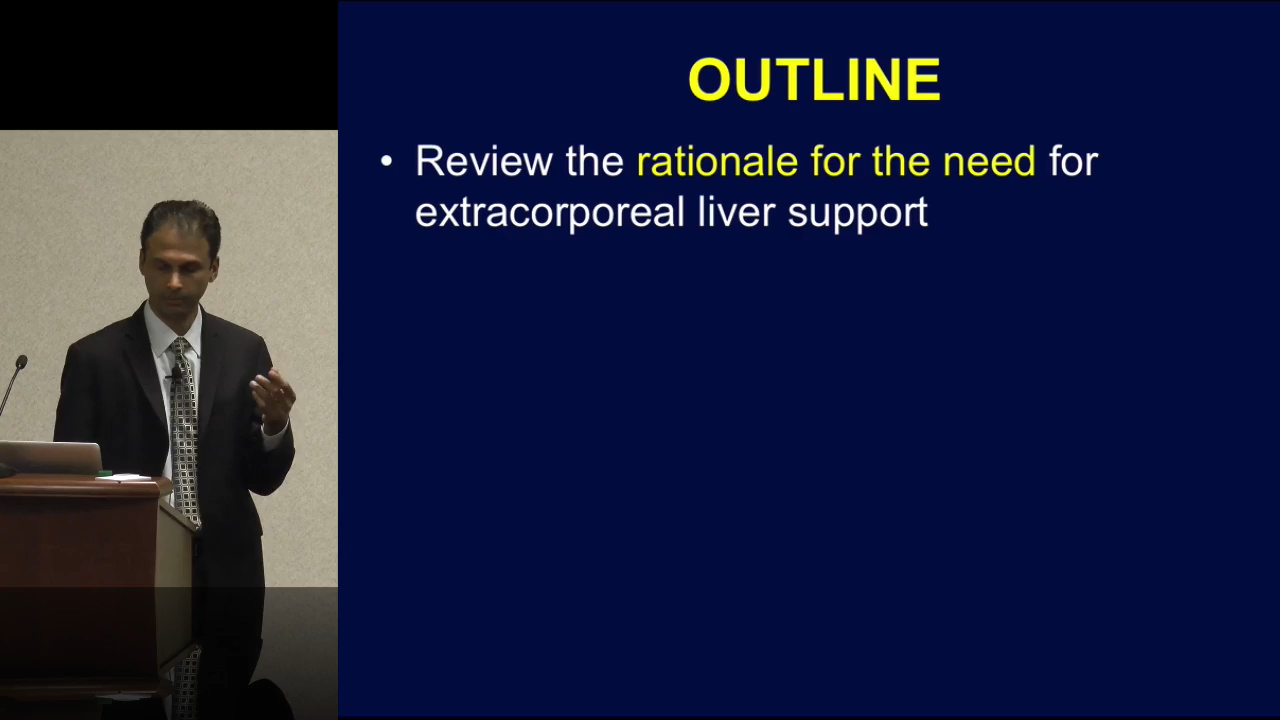 OUTLINE
• Review the rationale for the need for
extracorporeal liver support